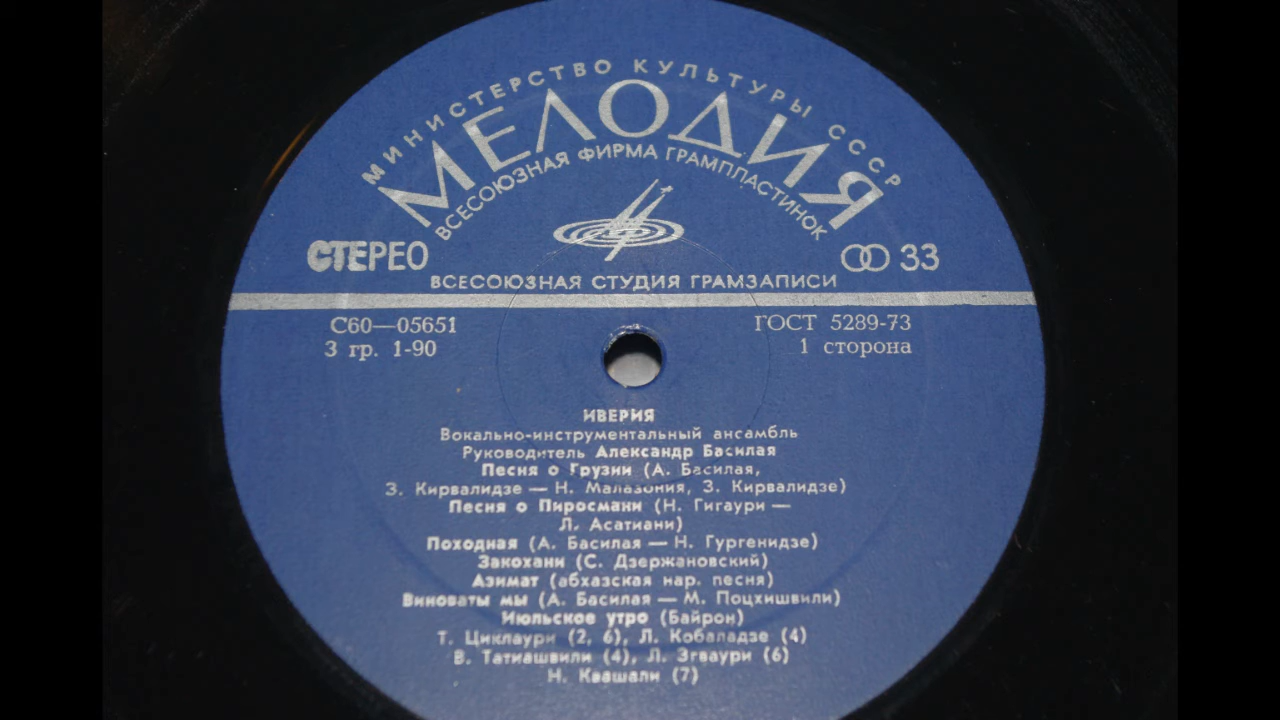 МИНИСТЕРСТВО КУЛЬТУРЫ СССР
МЕЛОДИЯ
ВСЕСОЮЗНАЯ ФИРМА ГРАМПЛАСТИНОК
СТЕРЕО
33
ВСЕСОЮЗНАЯ СТУДИЯ ГРАМЗАПИСИ
С60—05651
ГОСТ 5289-73
3 гр. 1-90
1 сторона
ИВЕРИЯ
Вокально-инструментальный ансамбль
Руководитель Александр Басилая
Песня о Грузии (А. Басилая,
З. Кирвалидзе — Н. Малазония, З. Кирвалидзе)
Песня о Пиросмани (Н. Гигаури —
Л. Асатиани)
Походная (А. Басилая — Н. Гургенидзе)
Закохани (С. Дзержановский)
Азимат (абхазская нар. песня)
Виноваты мы (А. Басилая — М. Поцхишвили)
Июльское утро (Байрон)
Т. Циклаури (2, 6), Л. Кобаладзе (4)
В. Татиашвили (4), Л. Згваури (6)
Н. Квашали (7)